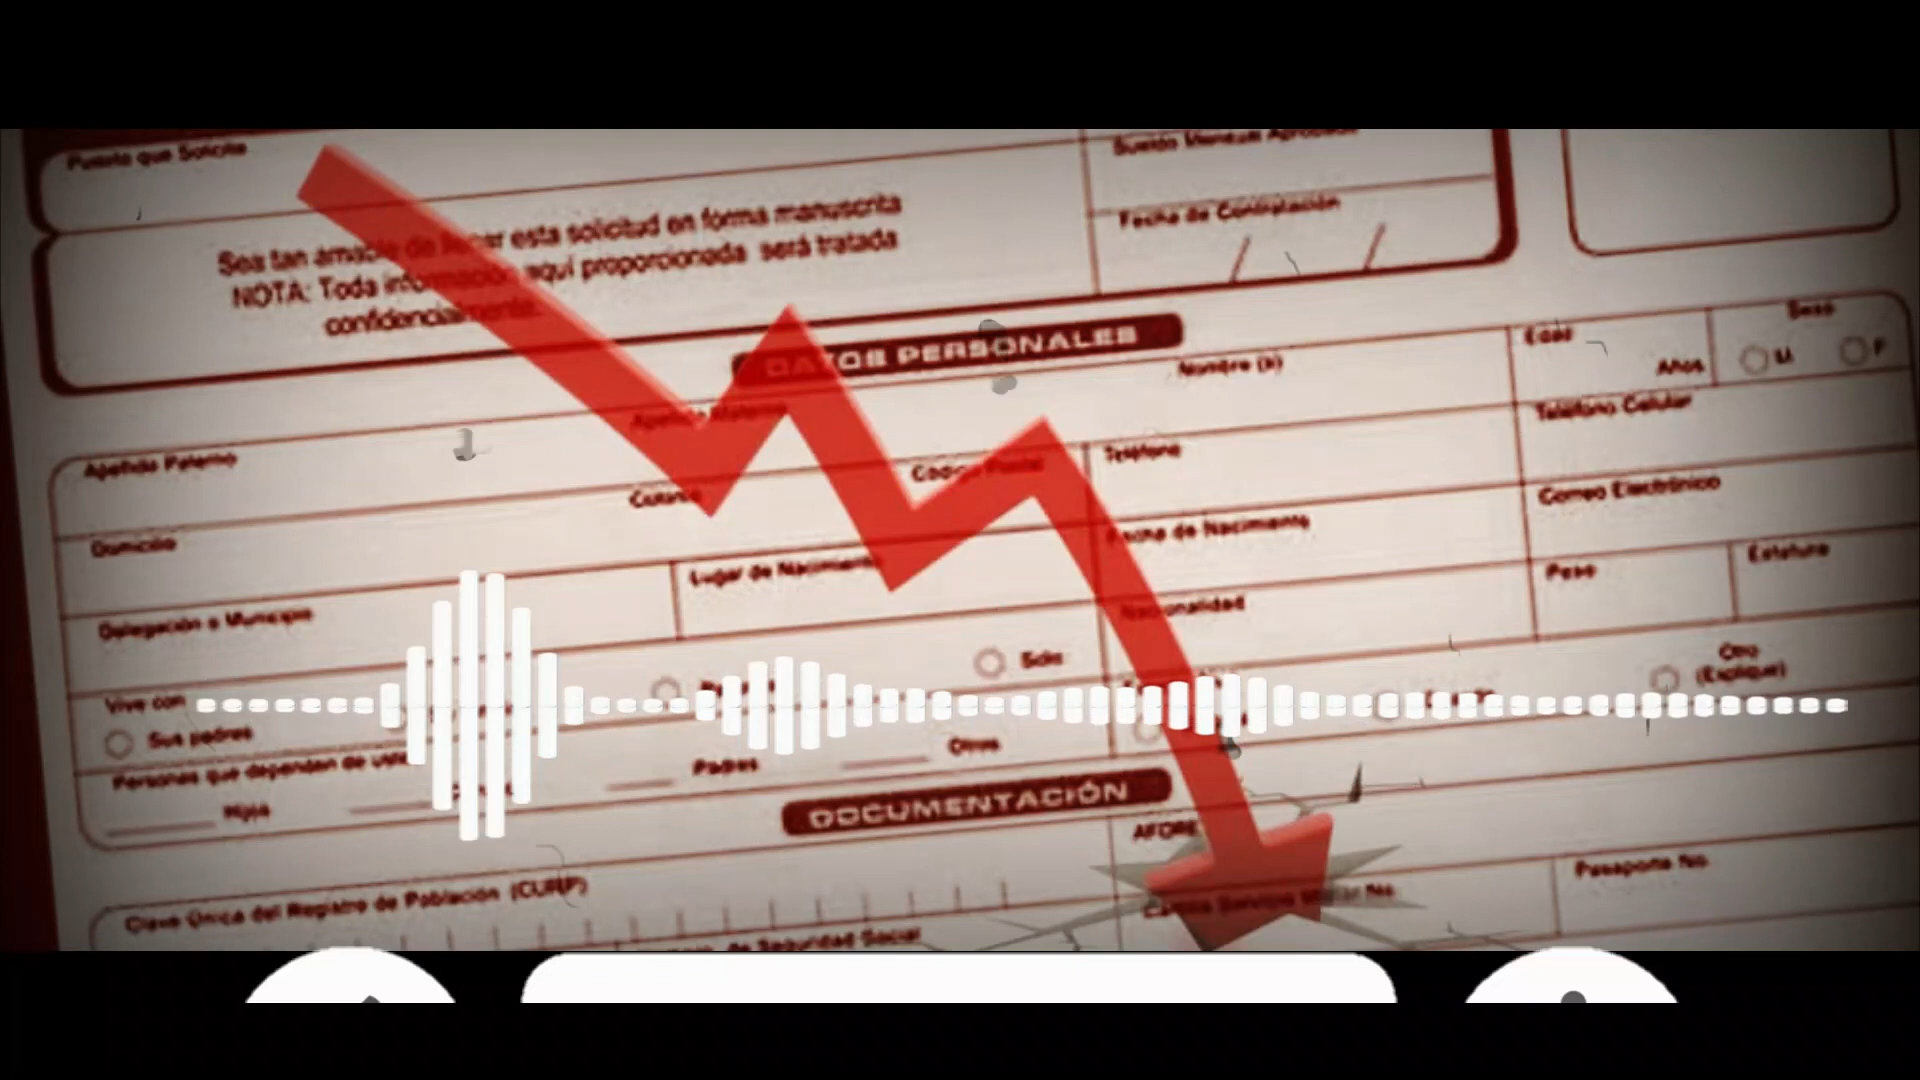 Puesto que Solicita
Sueldo Mensual Aprobado
Fecha de Contratación
Sea tan amable de llenar esta solicitud en forma manuscrita
NOTA: Toda información aquí proporcionada será tratada
confidencialmente.
DATOS PERSONALES
Apellido Paterno
Apellido Materno
Nombre (s)
Edad
Años
Sexo
M
F
Domicilio
Colonia
Código Postal
Teléfono
Teléfono Celular
Delegación o Municipio
Lugar de Nacimiento
Fecha de Nacimiento
Correo Electrónico
Nacionalidad
Peso
Estatura
Vive con
Sus padres
Solo
Otro
(Explique)
Personas que dependen de
Hijos
Padres
Otros
DOCUMENTACIÓN
Clave Única del Registro de Población (CURP)
AFORE
de Seguridad Social
Cartilla Servicio Militar No.
Pasaporte No.